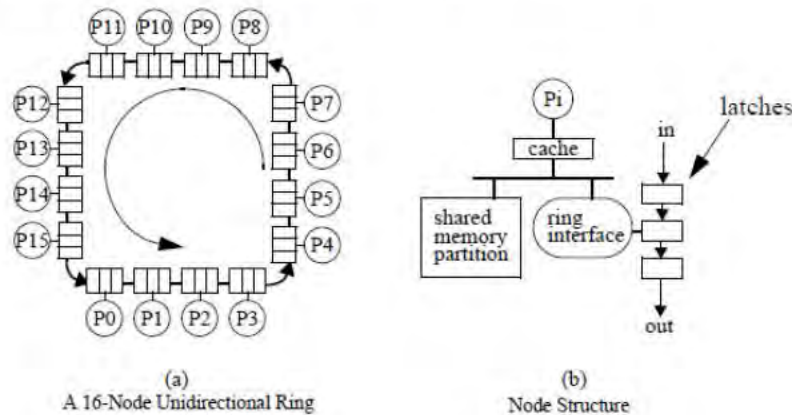 P11 P10 P9 P8
P12
P7
P13
P6
P14
P5
P15
P4
P0 P1 P2 P3
(a)
A 16-Node Unidirectional Ring
Pi
latches
in
cache
shared
memory
partition
ring
interface
out
(b)
Node Structure